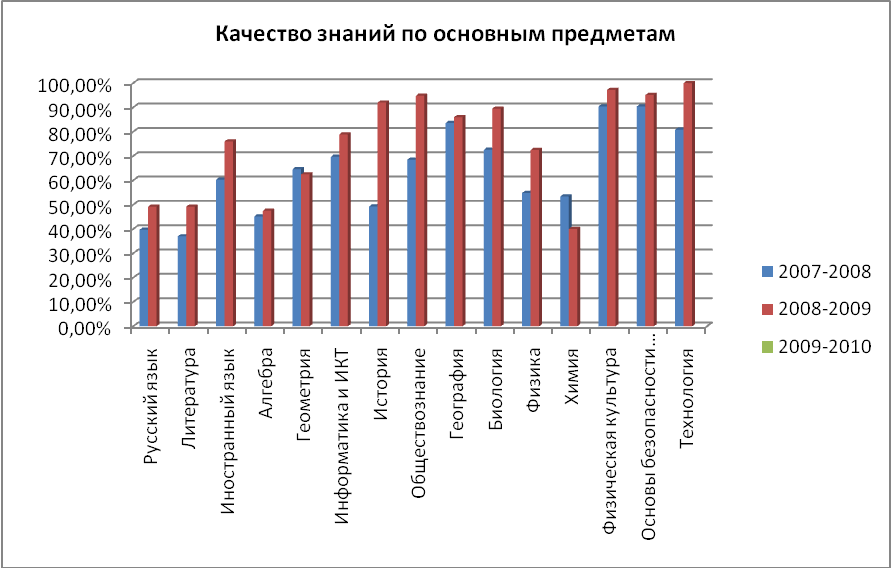 Качество знаний по основным предметам
100,00%
90,00%
80,00%
70,00%
60,00%
50,00%
40,00%
30,00%
20,00%
10,00%
0,00%
Русский язык
Литература
Иностранный язык
Алгебра
Геометрия
Информатика и ИКТ
История
Обществознание
География
Биология
Физика
Химия
Физическая культура
Основы безопасности...
Технология
2007-2008
2008-2009
2009-2010